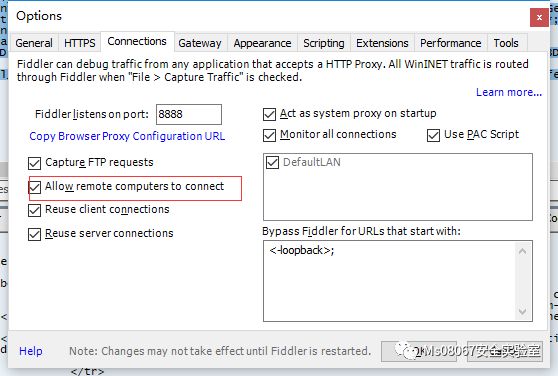 Options
General
HTTPS
Connections
Gateway
Appearance
Scripting
Extensions
Performance
Tools
Fiddler can debug traffic from any application that accepts a HTTP Proxy. All WinINET traffic is routed
through Fiddler when "File > Capture Traffic" is checked.
Learn more...
Fiddler listens on port: 8888
Copy Browser Proxy Configuration URL
Capture FTP requests
Allow remote computers to connect
Reuse client connections
Reuse server connections
Act as system proxy on startup
Monitor all connections
Use PAC Script
DefaultLAN
Bypass Fiddler for URLs that start with:
<-loopback>;
Help
Note: Changes may not take effect until Fiddler is restarted.
Ms08067安全实验室
</tr>